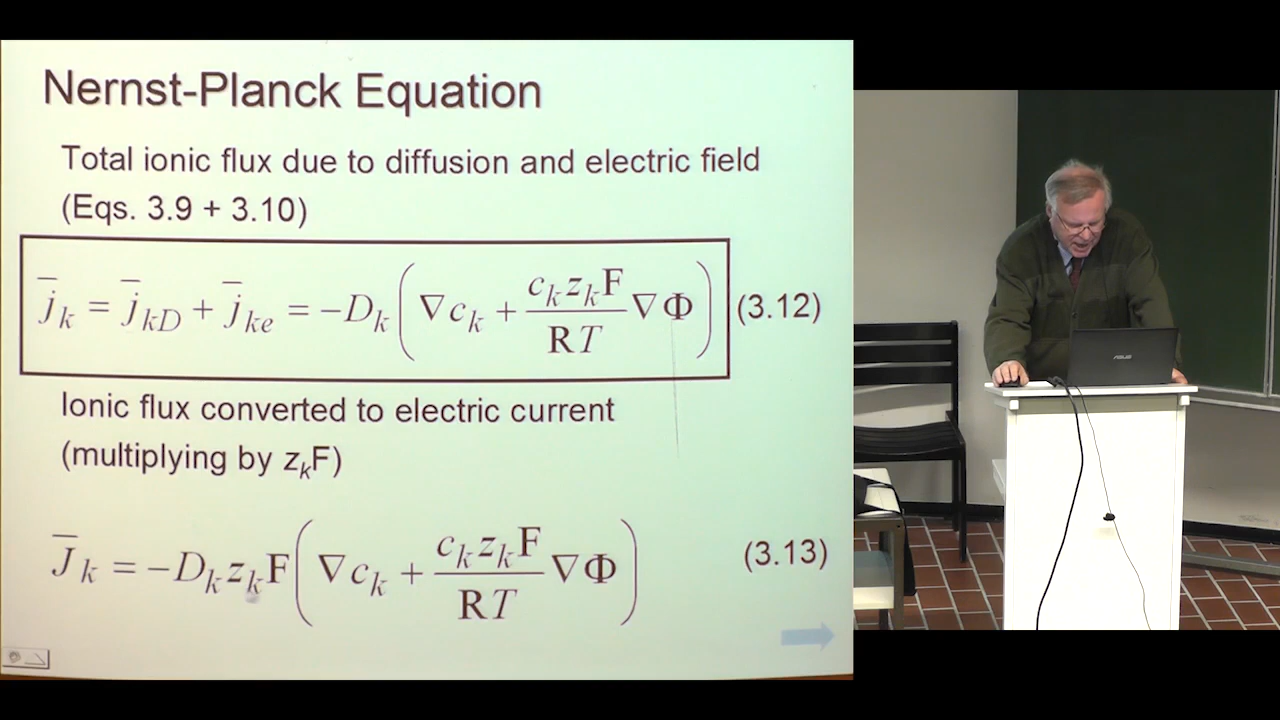 Nernst-Planck Equation
Total ionic flux due to diffusion and electric field
(Eqs. 3.9 + 3.10)
j̅ₖ = j̅ₖD + j̅ₖₑ = −Dₖ(∇cₖ + cₖzₖF/RT ∇Φ) (3.12)
Ionic flux converted to electric current
(multiplying by zₖF)
J̅ₖ = −DₖzₖF(∇cₖ + cₖzₖF/RT ∇Φ) (3.13)
ASUS